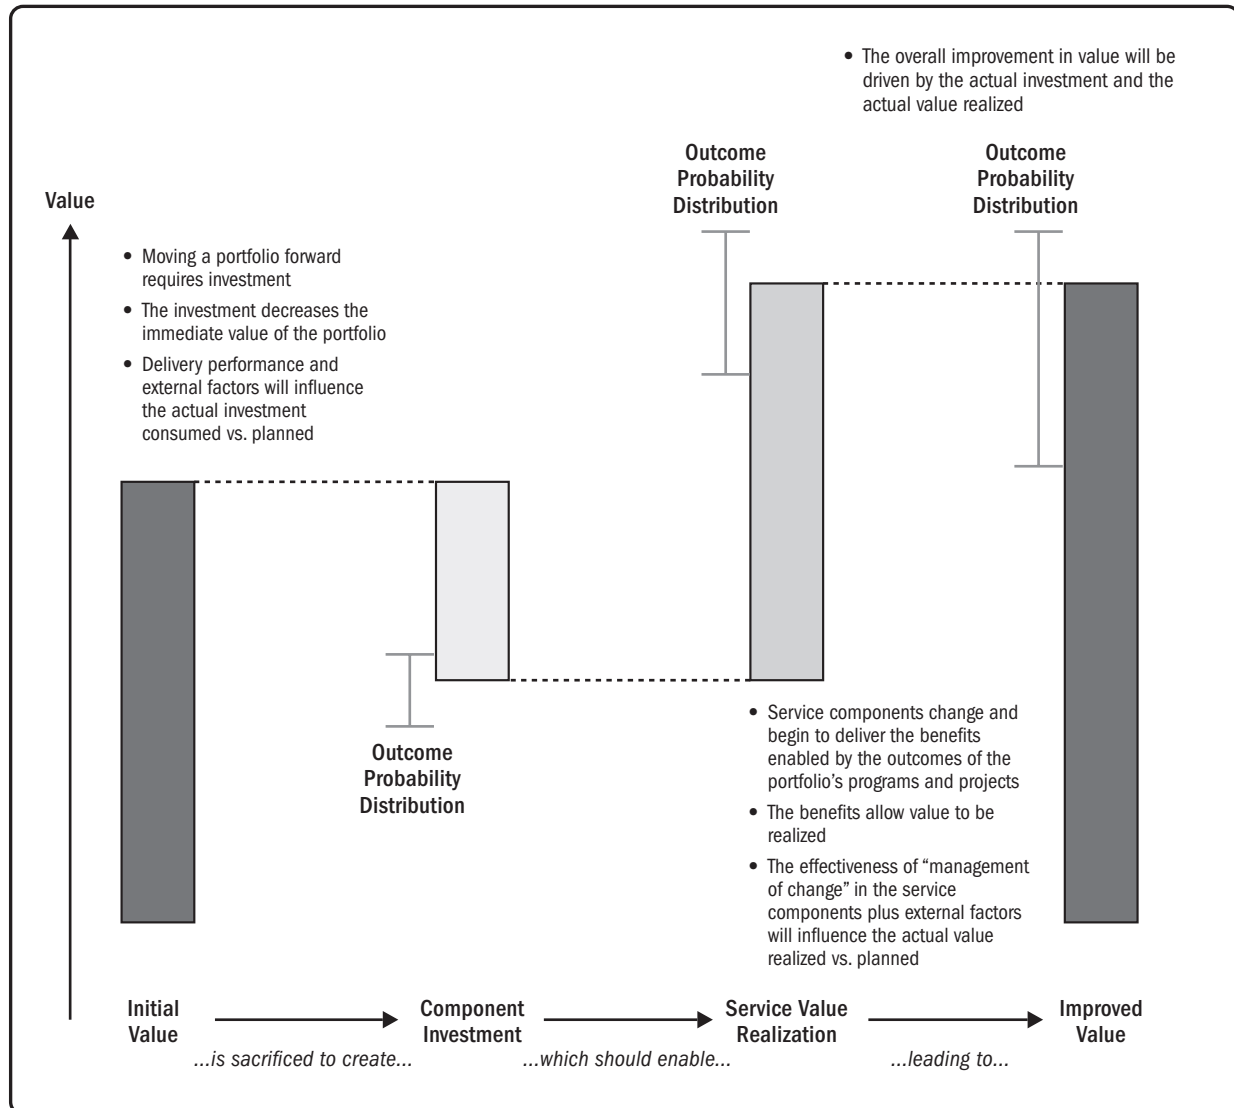 • The overall improvement in value will be
driven by the actual investment and the
actual value realized
Outcome
Probability
Distribution
Outcome
Probability
Distribution
Value
• Moving a portfolio forward
requires investment
• The investment decreases the
immediate value of the portfolio
• Delivery performance and
external factors will influence
the actual investment
consumed vs. planned
Outcome
Probability
Distribution
• Service components change and
begin to deliver the benefits
enabled by the outcomes of the
portfolio’s programs and projects
• The benefits allow value to be
realized
• The effectiveness of “management
of change” in the service
components plus external factors
will influence the actual value
realized vs. planned
Initial
Value
Component
Investment
Service Value
Realization
Improved
Value
...is sacrificed to create...
...which should enable...
...leading to...